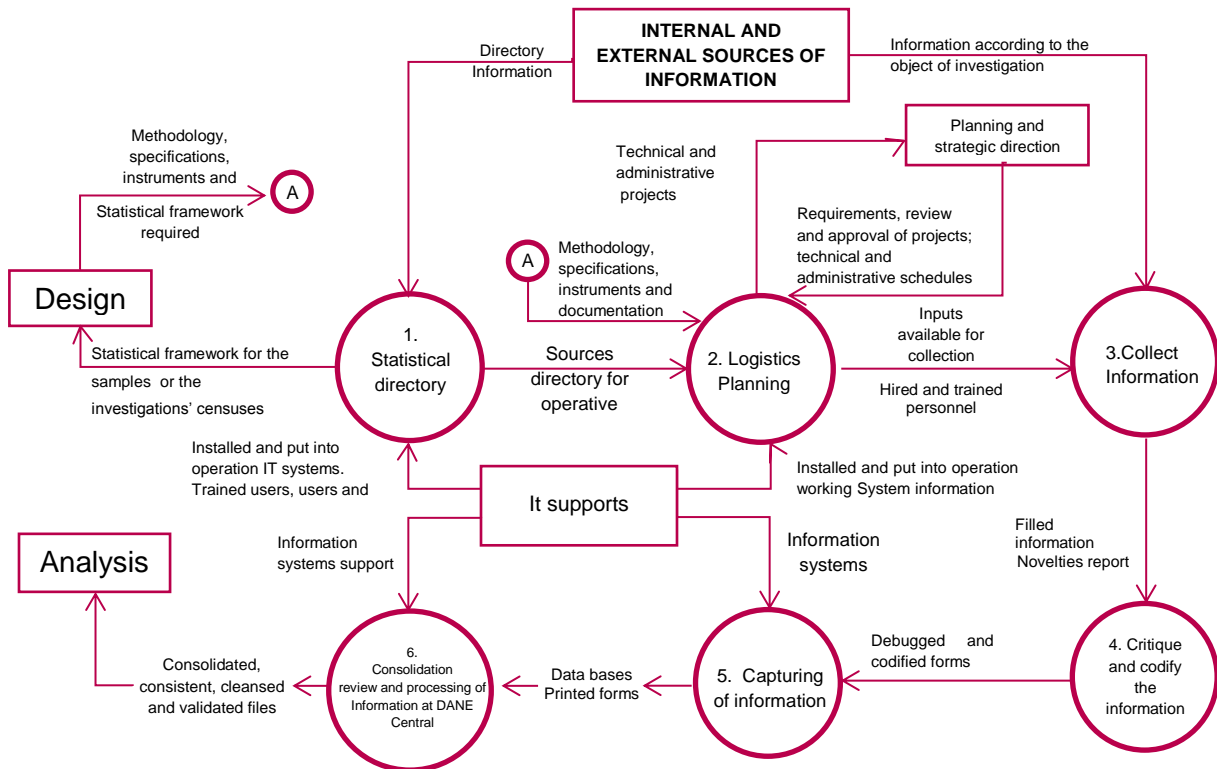 INTERNAL AND
EXTERNAL SOURCES OF
INFORMATION
Directory
Information
Information according to the
object of investigation
Methodology,
specifications,
instruments and
Statistical framework
required
A
Technical and
administrative
projects
Planning and
strategic direction
Requirements, review
and approval of projects;
technical and
administrative schedules
A
Methodology,
specifications,
instruments and
documentation
Design
Statistical framework for the
samples or the
investigations' censuses
1.
Statistical
directory
Sources
directory for
operative
2. Logistics
Planning
Inputs
available for
collection
Hired and trained
personnel
3.Collect
Information
Installed and put into
operation IT systems.
Trained users, users and
It supports
Installed and put into operation
working System information
Information
systems support
Information
systems
Filled
information
Novelties report
Analysis
Consolidated,
consistent, cleansed
and validated files
6.
Consolidation
review and processing of
Information at DANE
Central
Data bases
Printed forms
5. Capturing
of information
Debugged and
codified forms
4. Critique
and codify
the
information